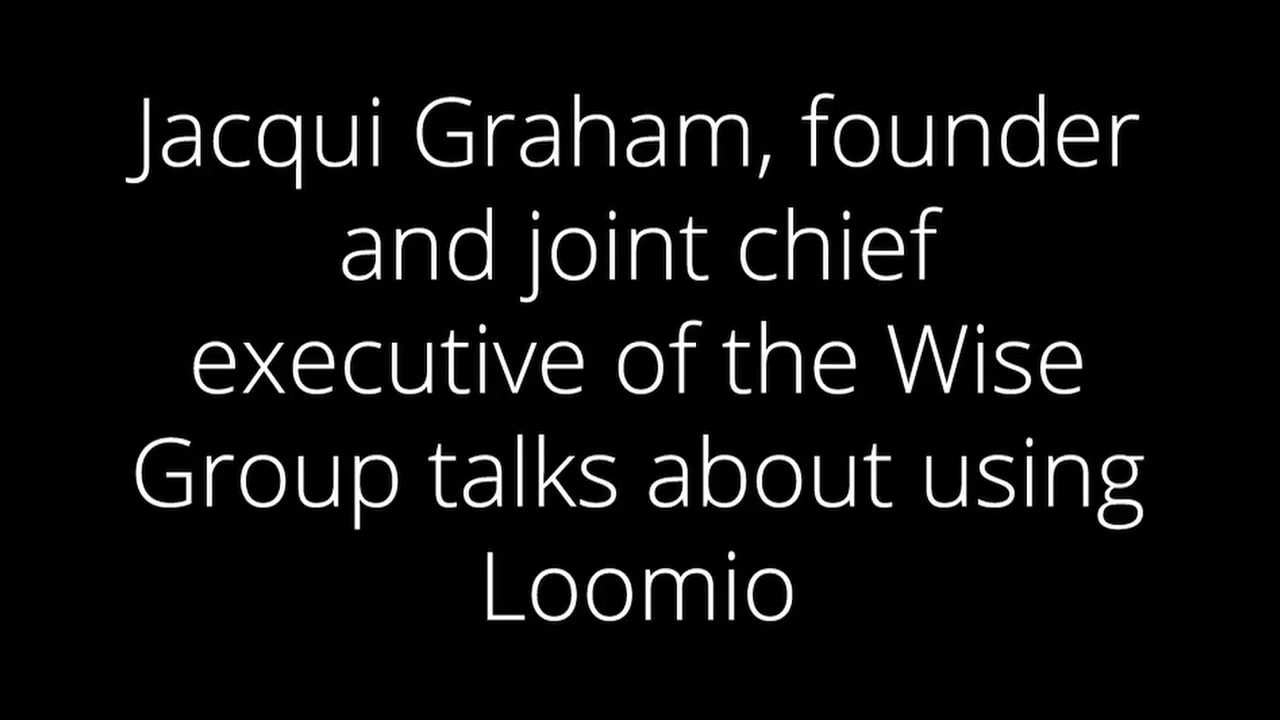 Jacqui Graham, founder
and joint chief
executive of the Wise
Group talks about using
Loomio